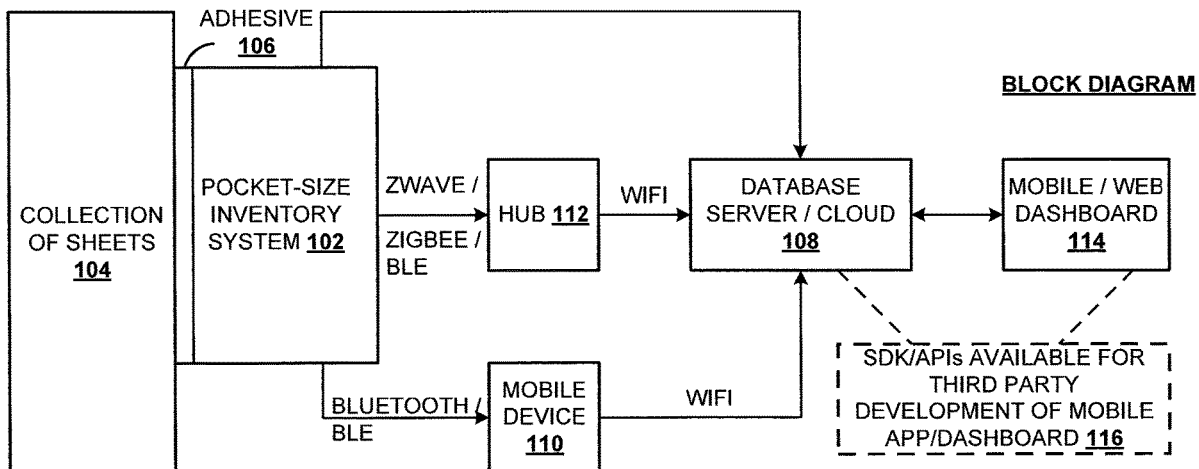 ADHESIVE
106
BLOCK DIAGRAM
COLLECTION
OF SHEETS
104
POCKET-SIZE
INVENTORY
SYSTEM 102
ZWAVE /
ZIGBEE /
BLE
HUB 112
WIFI
DATABASE
SERVER / CLOUD
108
MOBILE / WEB
DASHBOARD
114
BLUETOOTH /
BLE
MOBILE
DEVICE
110
WIFI
SDK/APIs AVAILABLE FOR
THIRD PARTY
DEVELOPMENT OF MOBILE
APP/DASHBOARD 116